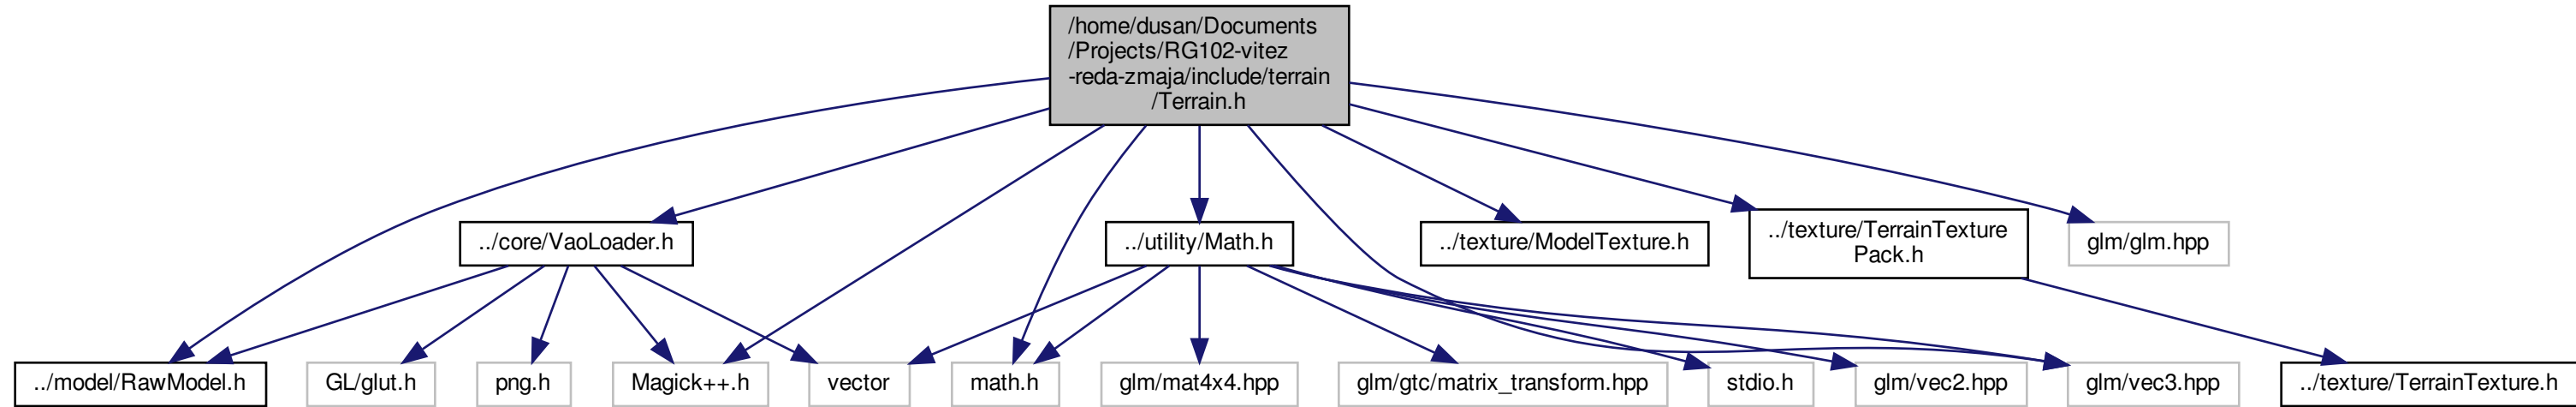 /home/dusan/Documents
/Projects/RG102-vitez
-reda-zmaja/include/terrain
/Terrain.h
../core/VaoLoader.h
../utility/Math.h
../texture/ModelTexture.h
../texture/TerrainTexture
Pack.h
glm/glm.hpp
../model/RawModel.h
GL/glut.h
png.h
Magick++.h
vector
math.h
glm/mat4x4.hpp
glm/gtc/matrix_transform.hpp
stdio.h
glm/vec2.hpp
glm/vec3.hpp
../texture/TerrainTexture.h